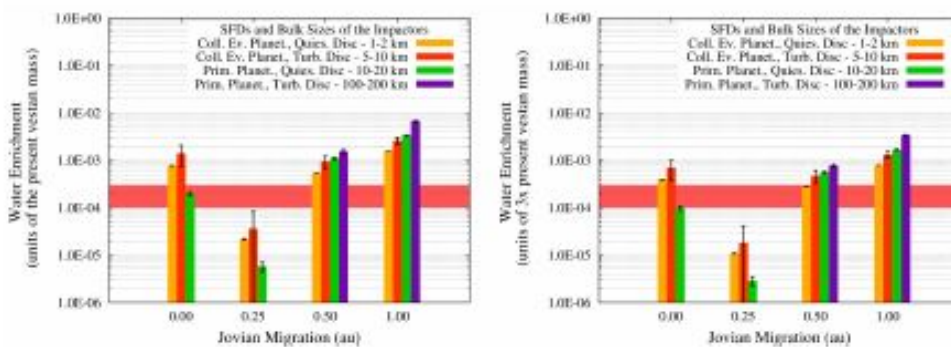 SFDs and Bulk Sizes of the Impactors
Coll. Ev. Planet., Quies. Disc - 1-2 km
Coll. Ev. Planet., Turb. Disc - 5-10 km
Prim. Planet., Quies. Disc - 10-20 km
Prim. Planet., Turb. Disc - 100-200 km
Water Enrichment
(units of the present vestan mass)
1.0E+00
1.0E-01
1.0E-02
1.0E-03
1.0E-04
1.0E-05
1.0E-06
0.00 0.25 0.50 1.00
Jovian Migration (au)
SFDs and Bulk Sizes of the Impactors
Coll. Ev. Planet., Quies. Disc - 1-2 km
Coll. Ev. Planet., Turb. Disc - 5-10 km
Prim. Planet., Quies. Disc - 10-20 km
Prim. Planet., Turb. Disc - 100-200 km
Water Enrichment
(units of 3x present vestan mass)
1.0E+00
1.0E-01
1.0E-02
1.0E-03
1.0E-04
1.0E-05
1.0E-06
0.00 0.25 0.50 1.00
Jovian Migration (au)